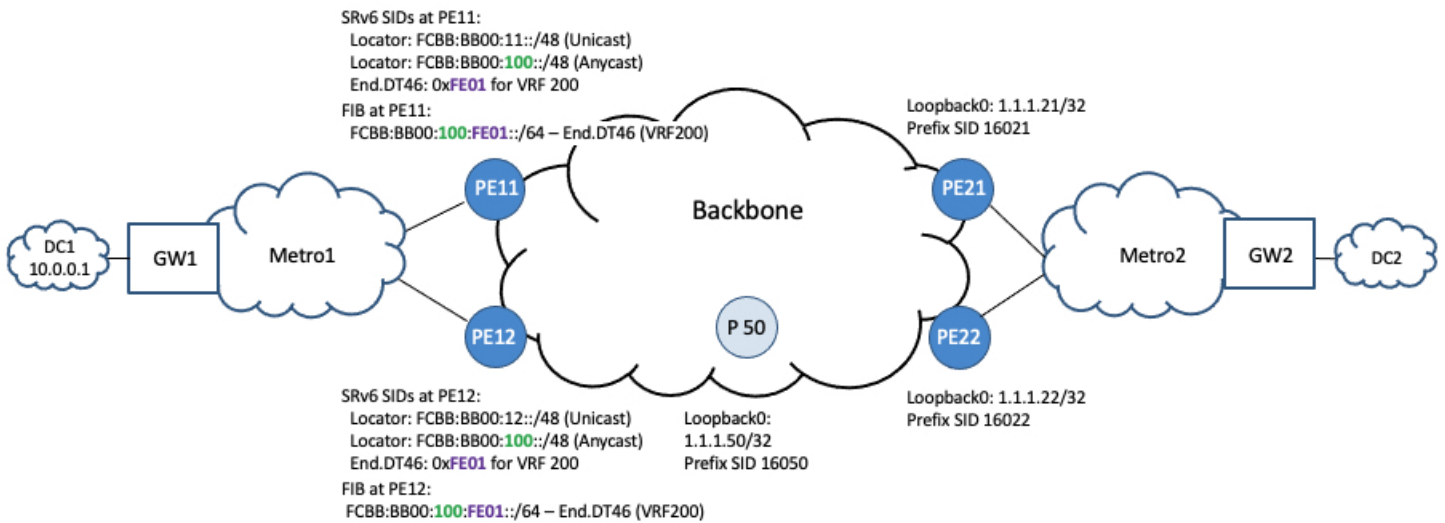 SRv6 SIDs at PE11:
Locator: FCBB:BB00:11::/48 (Unicast)
Locator: FCBB:BB00:100::/48 (Anycast)
End.DT46: 0xFE01 for VRF 200
FIB at PE11:
FCBB:BB00:100:FE01::/64 – End.DT46 (VRF200)
Loopback0: 1.1.1.21/32
Prefix SID 16021
PE11
PE21
Backbone
DC1
10.0.0.1
GW1
Metro1
Metro2
GW2
DC2
PE12
P 50
PE22
SRv6 SIDs at PE12:
Locator: FCBB:BB00:12::/48 (Unicast)
Locator: FCBB:BB00:100::/48 (Anycast)
End.DT46: 0xFE01 for VRF 200
FIB at PE12:
FCBB:BB00:100:FE01::/64 – End.DT46 (VRF200)
Loopback0:
1.1.1.50/32
Prefix SID 16050
Loopback0: 1.1.1.22/32
Prefix SID 16022